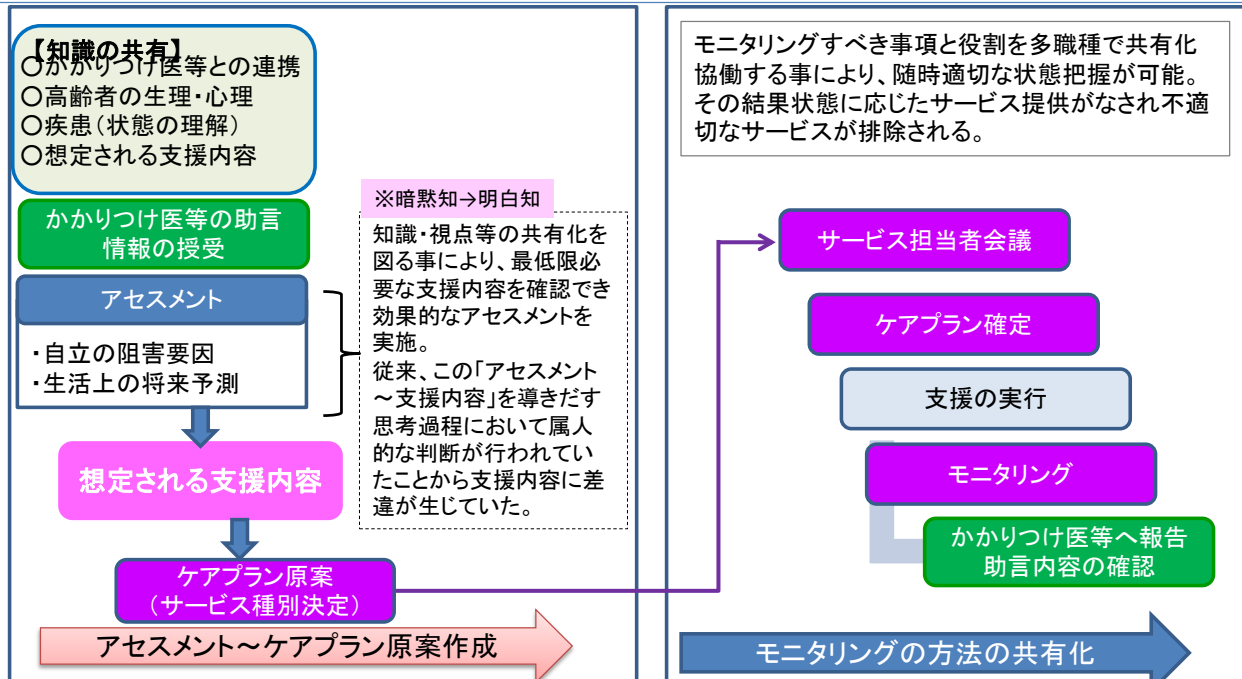 【知識の共有】
〇かかりつけ医等との連携
〇高齢者の生理・心理
〇疾患(状態の理解)
〇想定される支援内容
かかりつけ医等の助言
情報の授受
アセスメント
・自立の阻害要因
・生活上の将来予測
想定される支援内容
ケアプラン原案
(サービス種別決定)
※暗黙知→明白知
知識・視点等の共有化を
図る事により、最低限必
要な支援内容を確認でき
効果的なアセスメントを
実施。
従来、この「アセスメント
～支援内容」を導きだす
思考過程において属人
的な判断が行われてい
たことから支援内容に差
違が生じていた。
アセスメント～ケアプラン原案作成
モニタリングすべき事項と役割を多職種で共有化
協働する事により、随時適切な状態把握が可能。
その結果状態に応じたサービス提供がなされ不適
切なサービスが排除される。
サービス担当者会議
ケアプラン確定
支援の実行
モニタリング
かかりつけ医等へ報告
助言内容の確認
モニタリングの方法の共有化